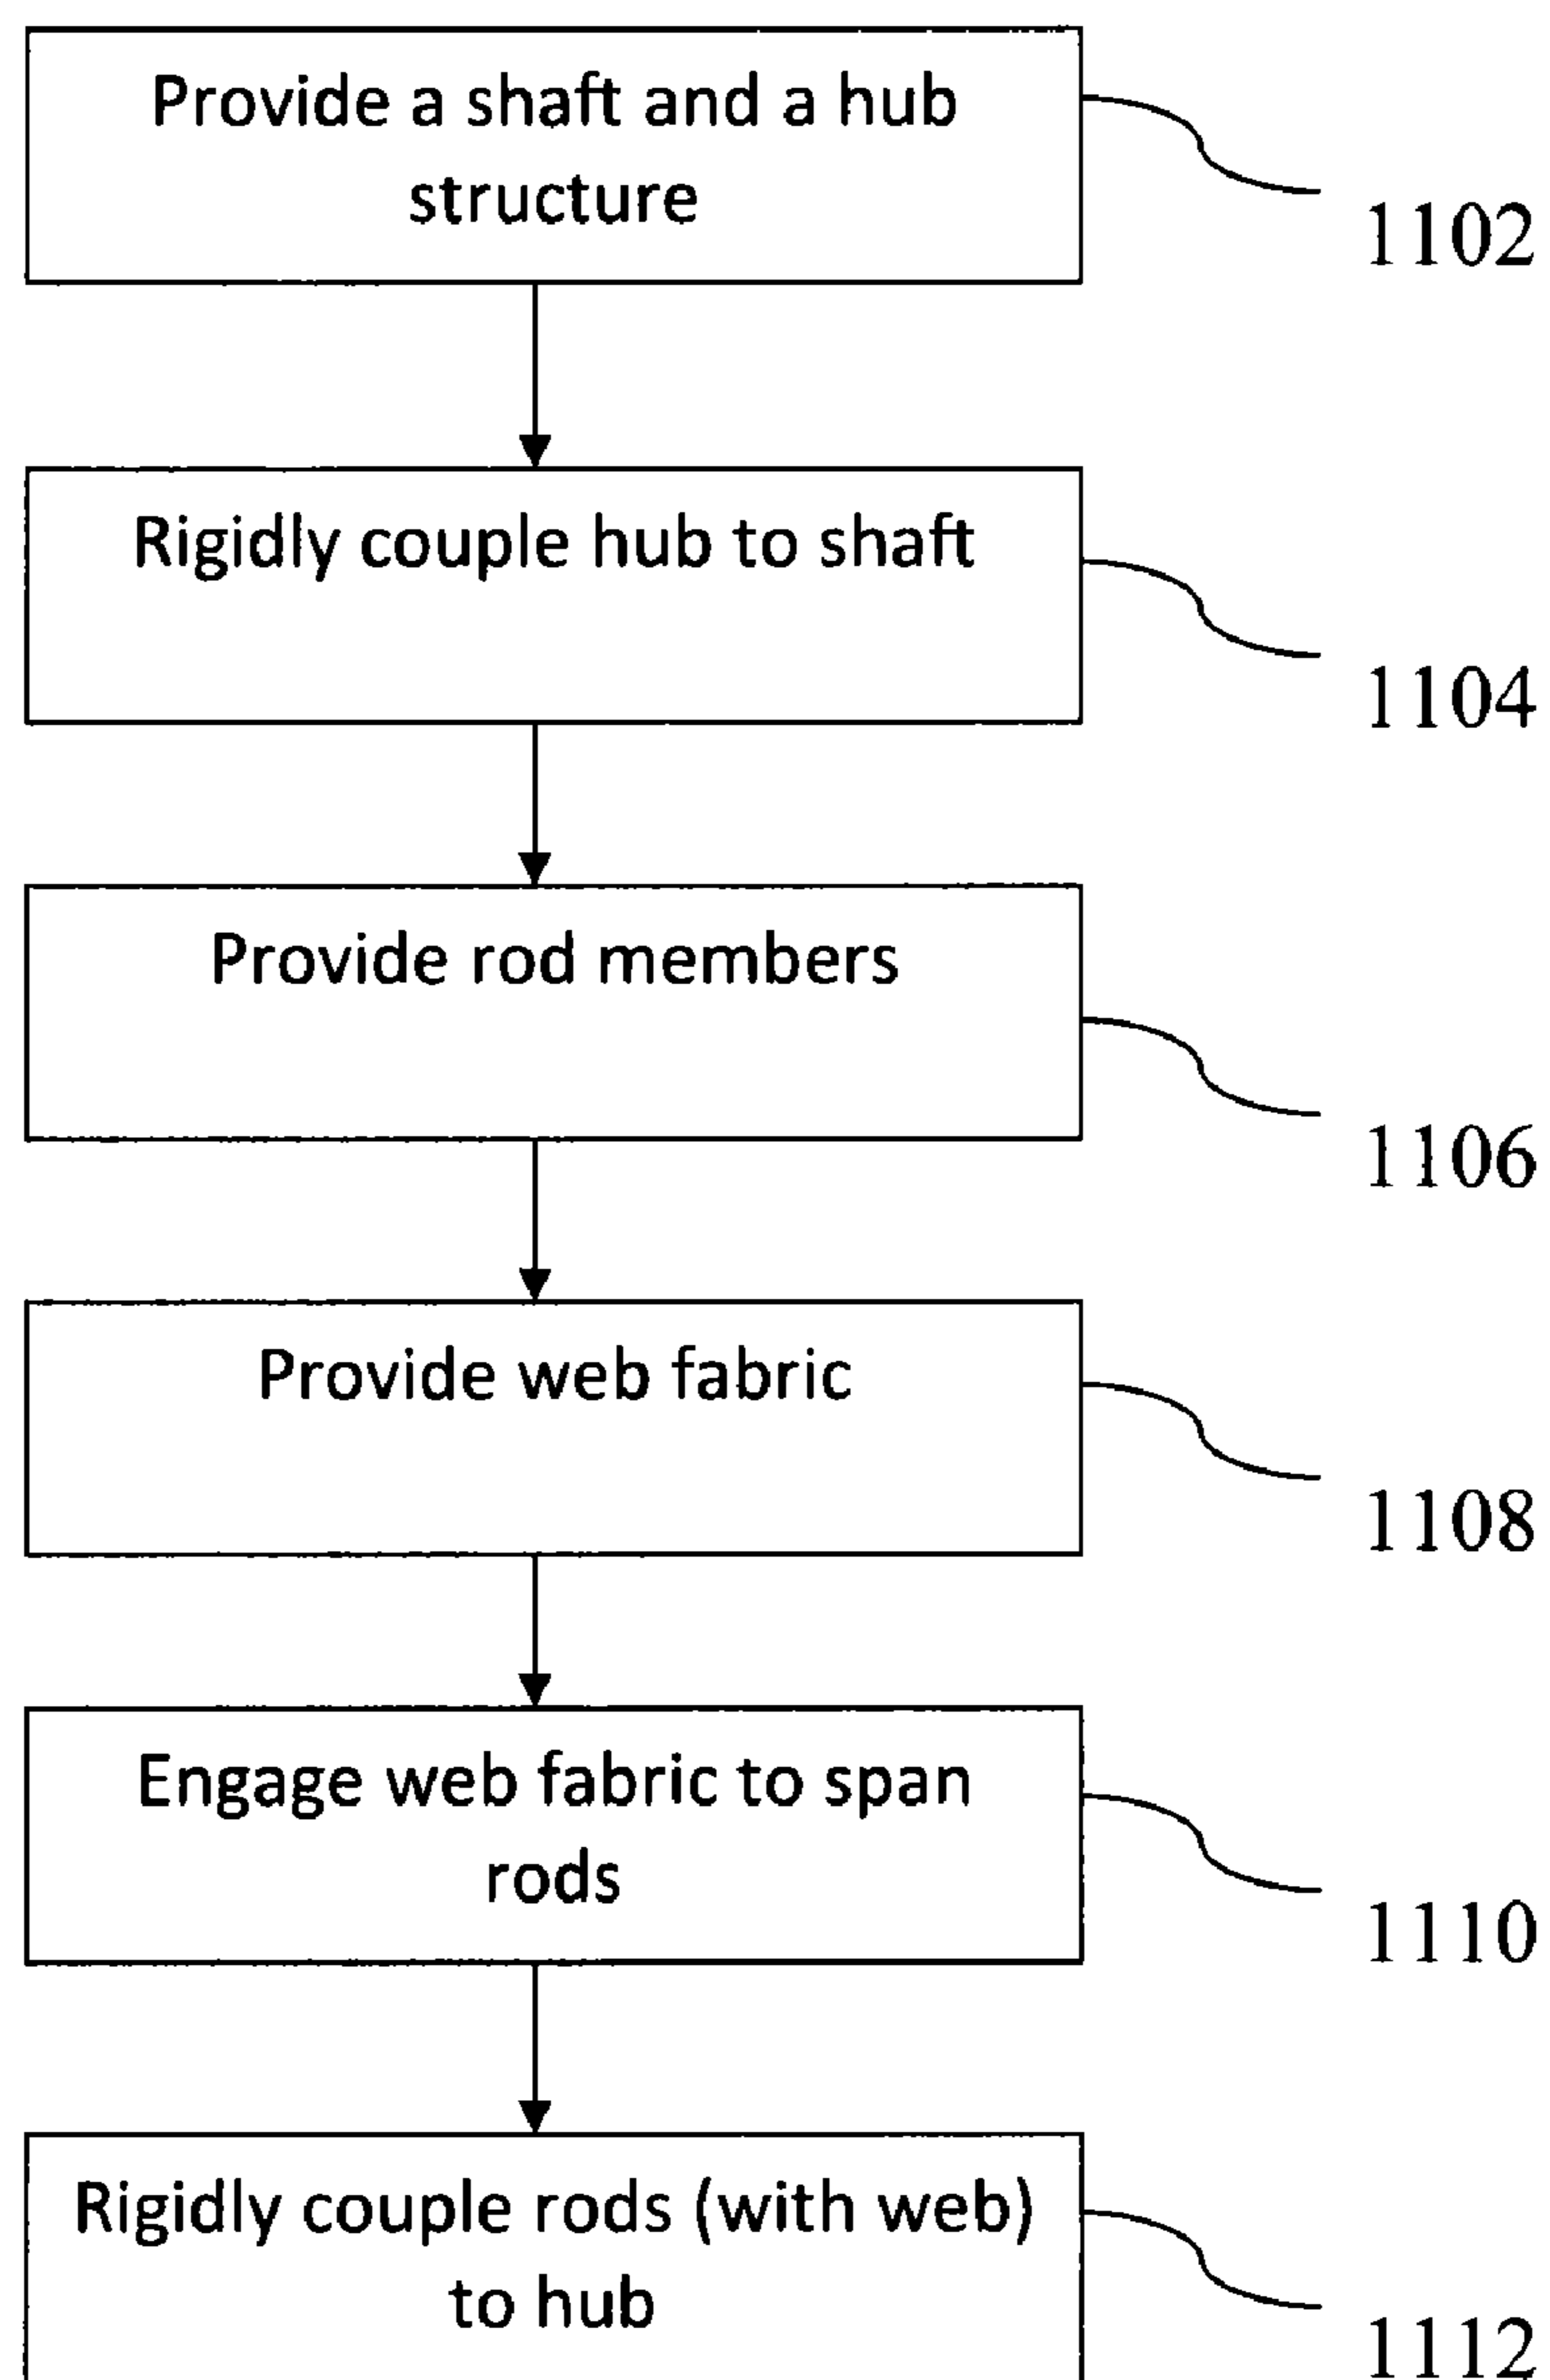 Provide a shaft and a hub
structure
1102
Rigidly couple hub to shaft
1104
Provide rod members
1106
Provide web fabric
1108
Engage web fabric to span
rods
1110
Rigidly couple rods (with web)
to hub
1112